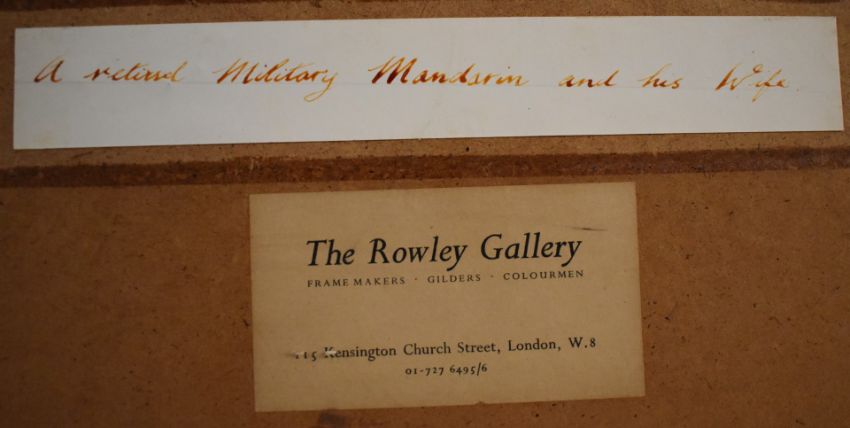 A retired Military Mandarin and his Wife.
The Rowley Gallery
FRAME MAKERS · GILDERS · COLOURMEN
115 Kensington Church Street, London, W.8
01-727 6495/6